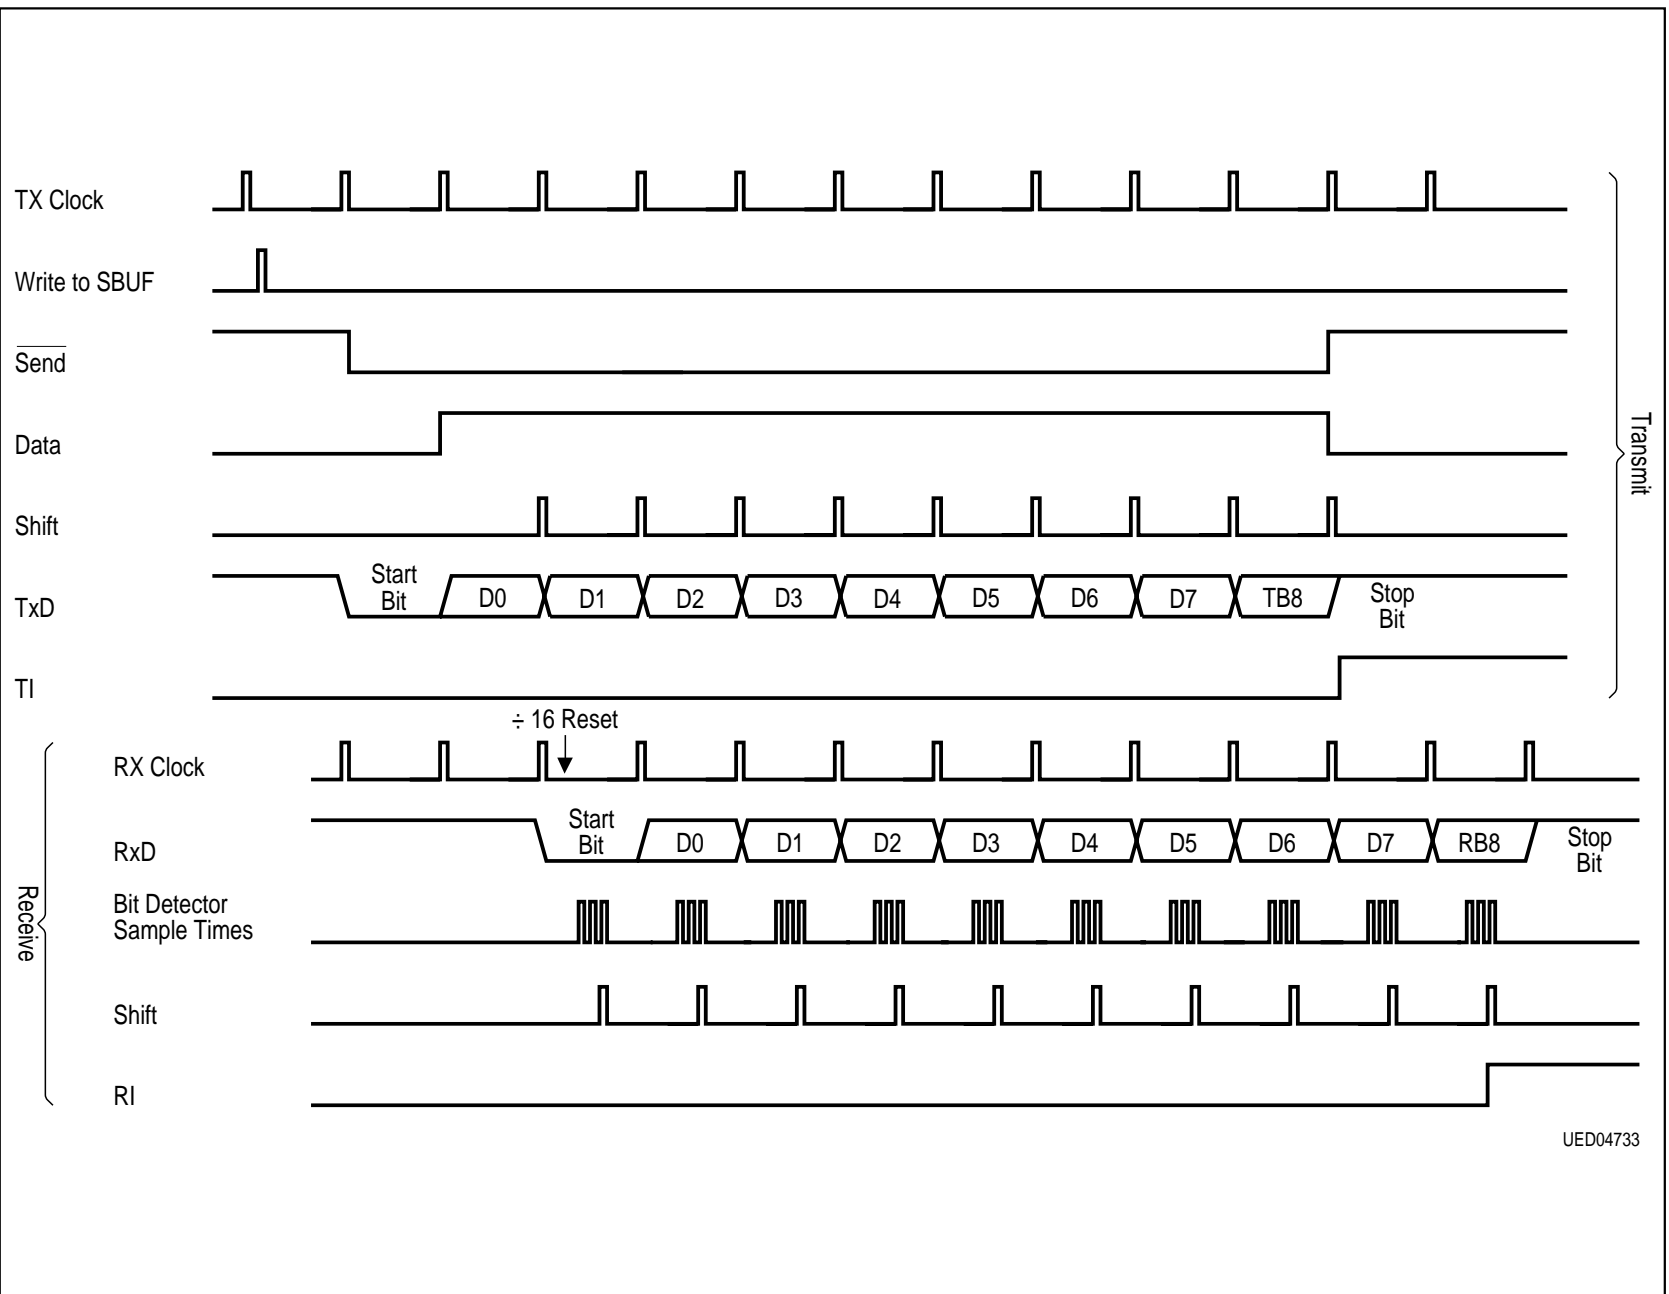 TX Clock
Write to SBUF
Send
Data
Shift
TxD
Start
Bit
D0 D1 D2 D3 D4 D5 D6 D7 TB8
Stop
Bit
TI
Transmit
÷ 16 Reset
RX Clock
RxD
Start
Bit
D0 D1 D2 D3 D4 D5 D6 D7 RB8
Stop
Bit
Bit Detector
Sample Times
Shift
RI
Receive
UED04733